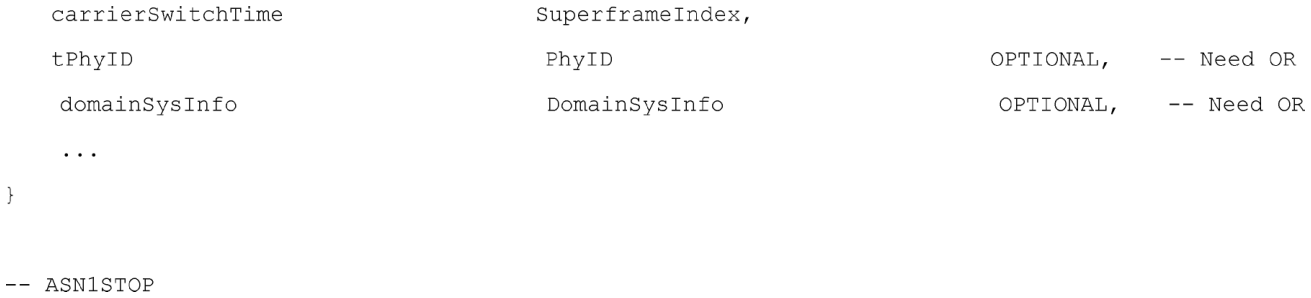 carrierSwitchTime SuperframeIndex,
tPhyID PhyID OPTIONAL, -- Need OR
domainSysInfo DomainSysInfo OPTIONAL, -- Need OR
...
}
-- ASN1STOP